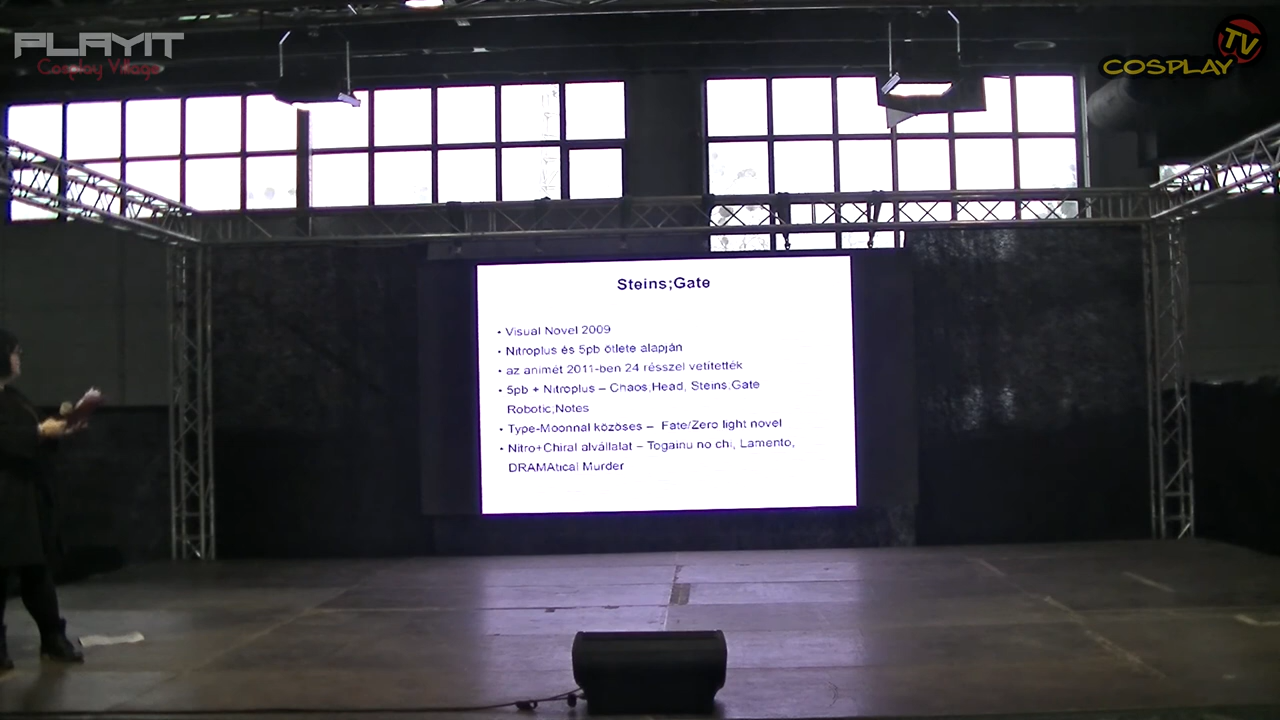 PLAYIT
Cosplay Village
COSPLAY TV
Steins;Gate
• Visual Novel 2009
• Nitroplus és 5pb ötlete alapján
• az animét 2011-ben 24 résszel vetítették
• 5pb + Nitroplus – Chaos;Head, Steins;Gate
Robotic;Notes
• Type-Moonnal közöses – Fate/Zero light novel
• Nitro+Chiral alvállalat – Togainu no chi, Lamento,
DRAMAtical Murder